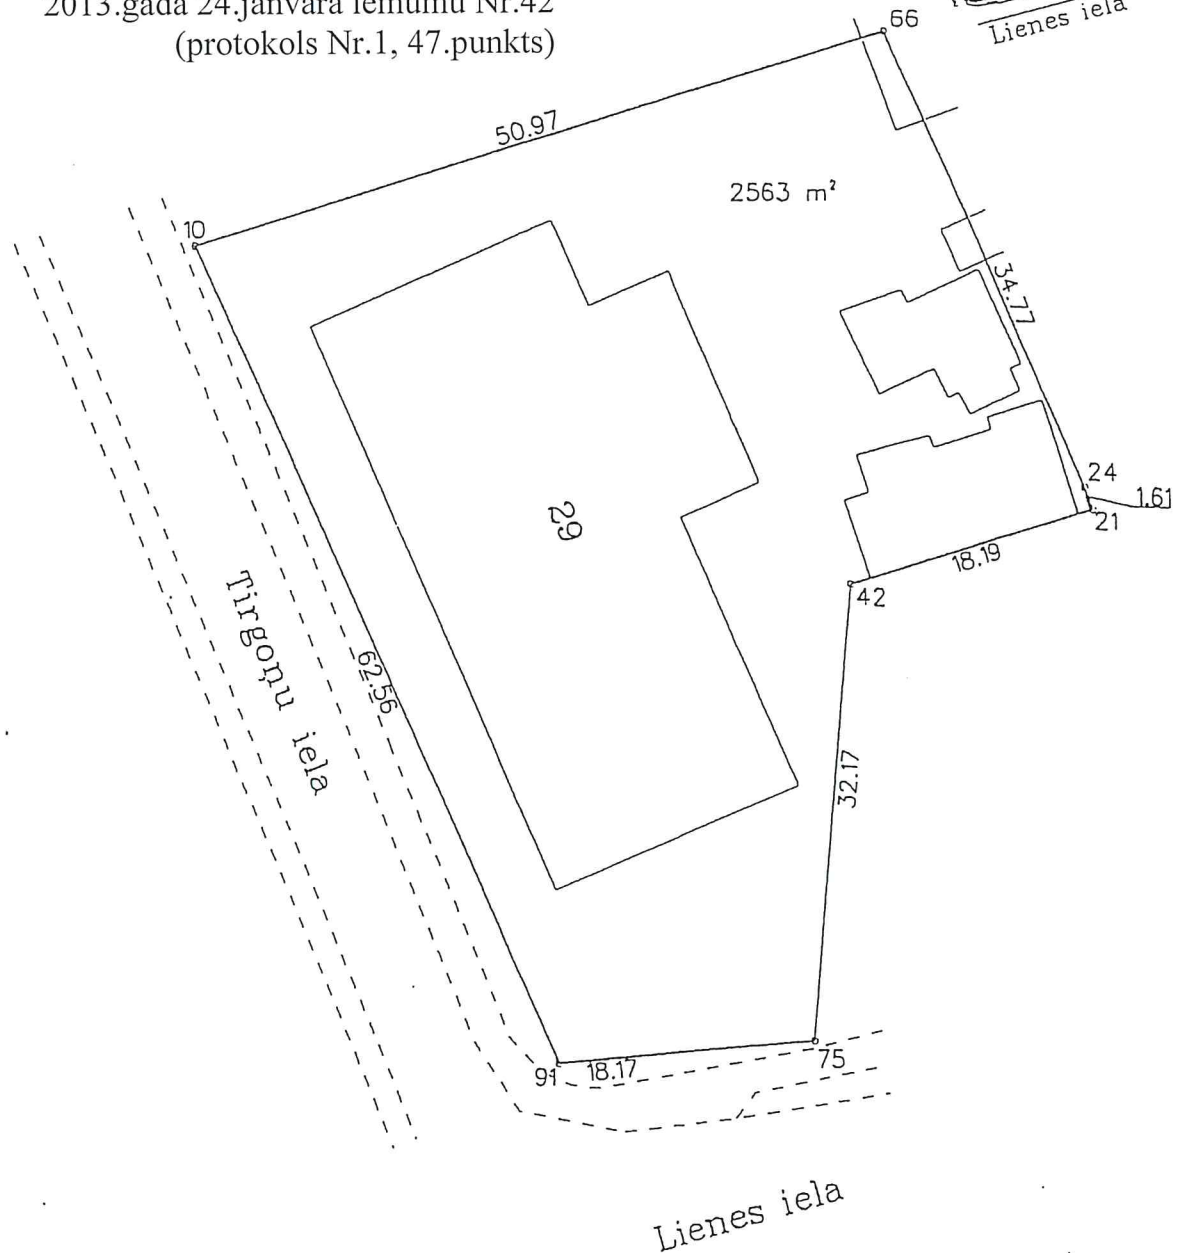 2013.gada 24.janvāra lēmumu Nr.42
(protokols Nr.1, 47.punkts)
66
Lienes iela
50.97
2563 m²
10
34.77
24
1.61
21
29
18.19
42
Tirgoņu iela
62.56
32.17
75
91
18.17
Lienes iela